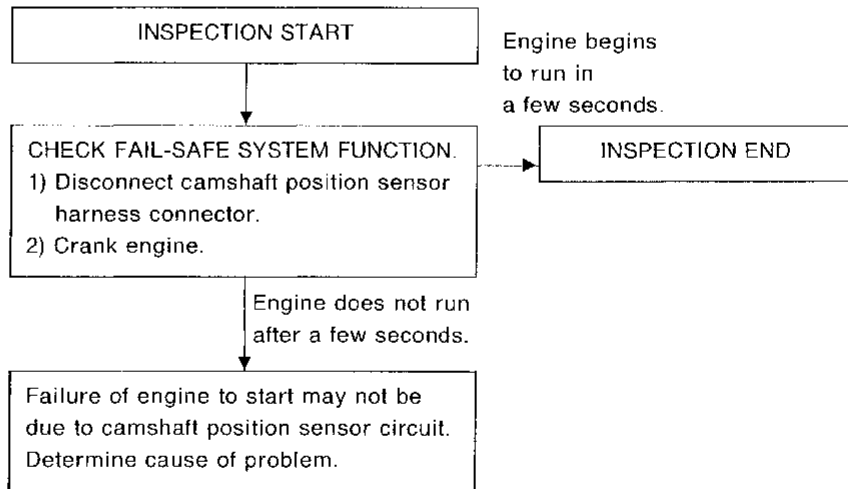 INSPECTION START
Engine begins
to run in
a few seconds.
CHECK FAIL-SAFE SYSTEM FUNCTION.
1) Disconnect camshaft position sensor
harness connector.
2) Crank engine.
INSPECTION END
Engine does not run
after a few seconds.
Failure of engine to start may not be
due to camshaft position sensor circuit.
Determine cause of problem.